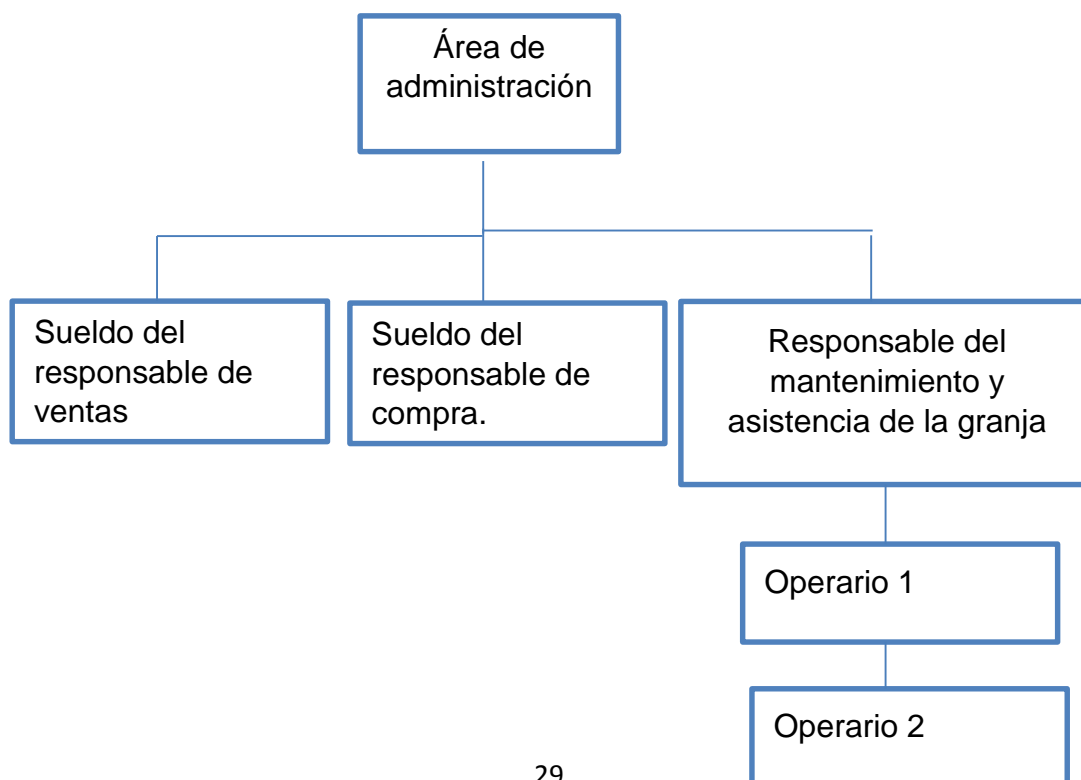 Área de
administración
Sueldo del
responsable de
ventas
Sueldo del
responsable de
compra.
Responsable del
mantenimiento y
asistencia de la granja
Operario 1
Operario 2
29